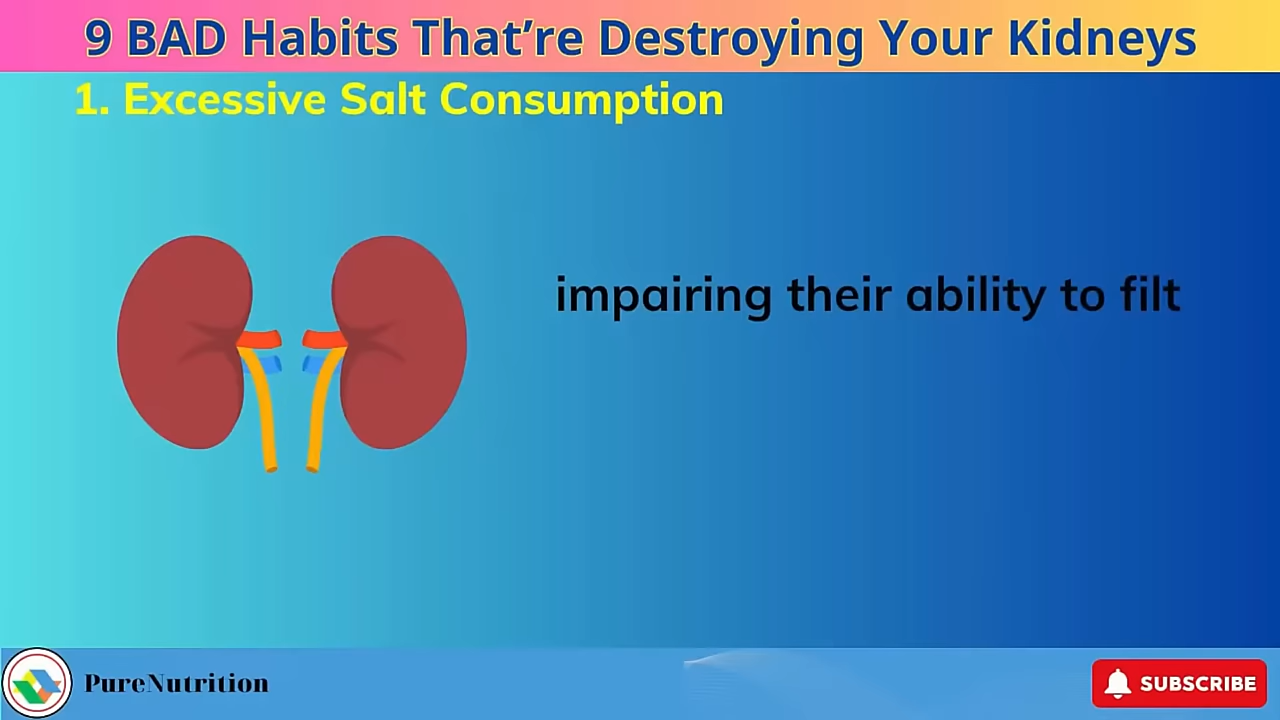 9 BAD Habits That’re Destroying Your Kidneys
1. Excessive Salt Consumption
impairing their ability to filt
PureNutrition
SUBSCRIBE